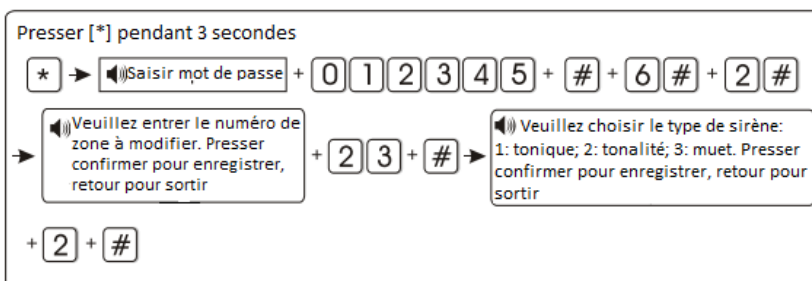 Presser [*] pendant 3 secondes
* Saisir mot de passe + 0 1 2 3 4 5 + # + 6 # + 2 #
Veuillez entrer le numéro de
zone à modifier. Presser
confirmer pour enregistrer,
retour pour sortir
+ 2 3 + #
Veuillez choisir le type de sirène:
1: tonique; 2: tonalité; 3: muet. Presser
confirmer pour enregistrer, retour pour
sortir
+ 2 + #